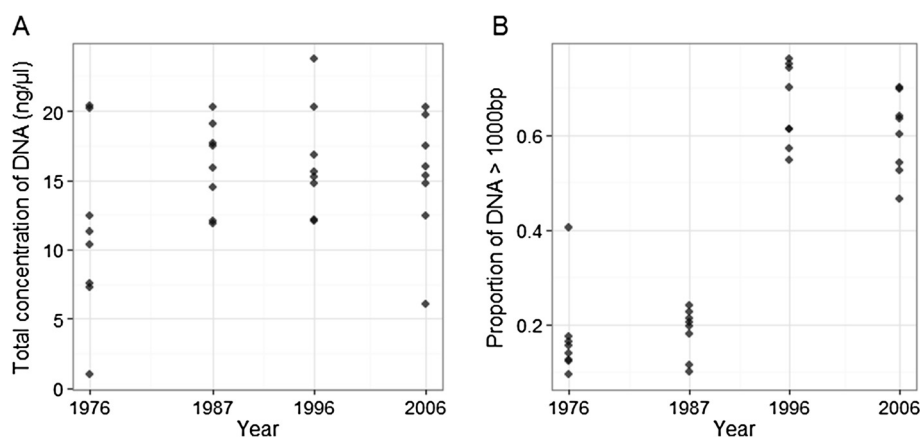 A
Total concentration of DNA (ng/µl)
20
15
10
5
0
1976 1987 1996 2006
Year
B
Proportion of DNA > 1000bp
0.6
0.4
0.2
1976 1987 1996 2006
Year